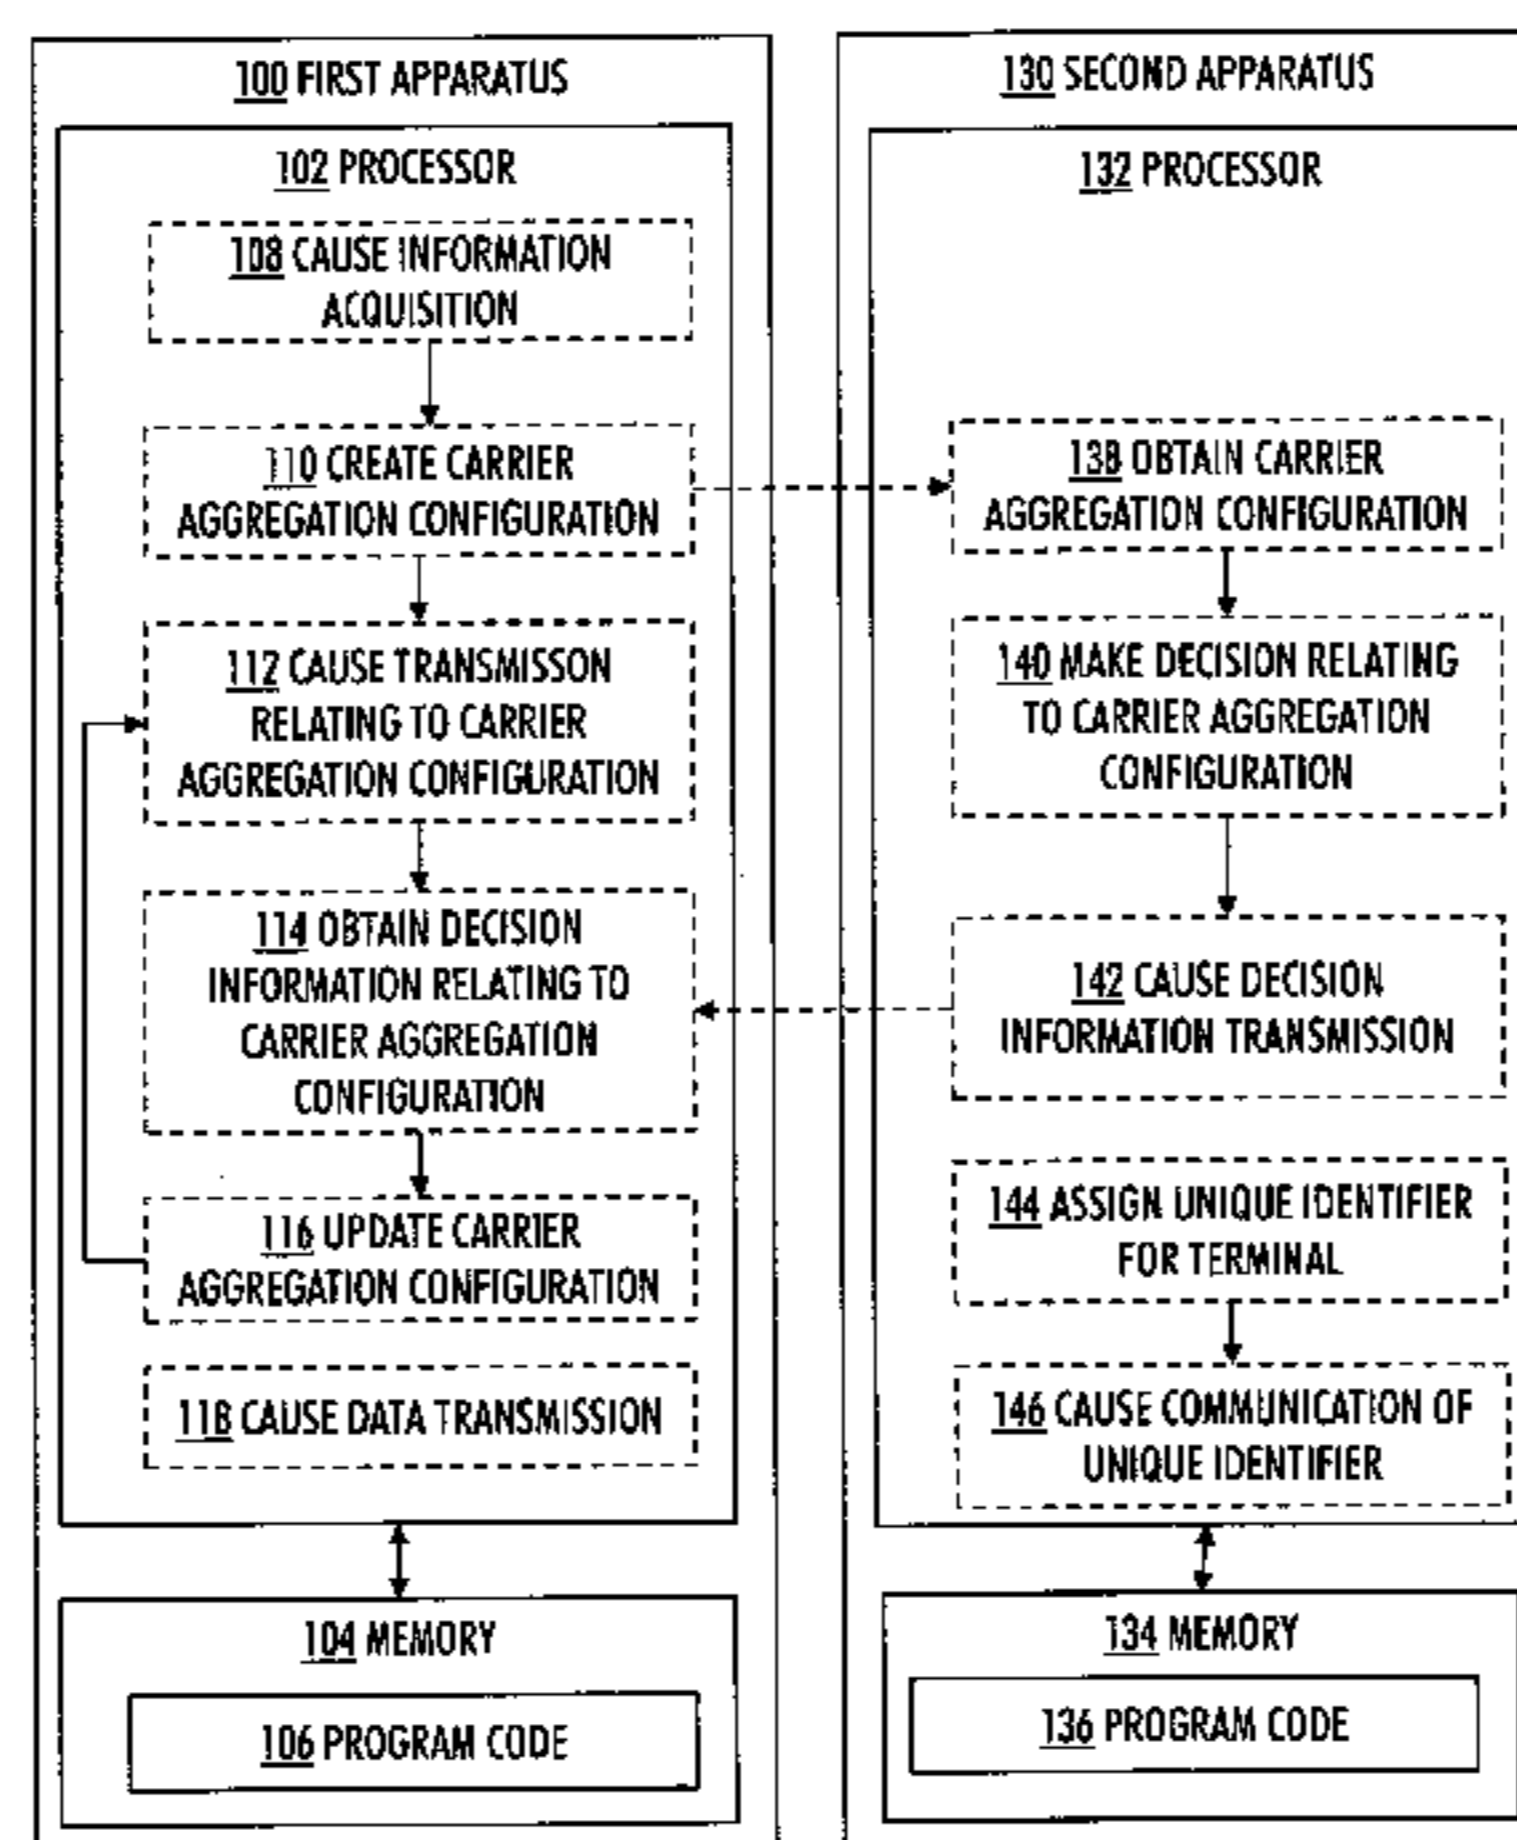 100 FIRST APPARATUS
102 PROCESSOR
108 CAUSE INFORMATION
ACQUISITION
110 CREATE CARRIER
AGGREGATION CONFIGURATION
112 CAUSE TRANSMISSON
RELATING TO CARRIER
AGGREGATION CONFIGURATION
114 OBTAIN DECISION
INFORMATION RELATING TO
CARRIER AGGREGATION
CONFIGURATION
116 UPDATE CARRIER
AGGREGATION CONFIGURATION
118 CAUSE DATA TRANSMISSION
104 MEMORY
106 PROGRAM CODE
130 SECOND APPARATUS
132 PROCESSOR
138 OBTAIN CARRIER
AGGREGATION CONFIGURATION
140 MAKE DECISION RELATING
TO CARRIER AGGREGATION
CONFIGURATION
142 CAUSE DECISION
INFORMATION TRANSMISSION
144 ASSIGN UNIQUE IDENTIFIER
FOR TERMINAL
146 CAUSE COMMUNICATION OF
UNIQUE IDENTIFIER
134 MEMORY
136 PROGRAM CODE